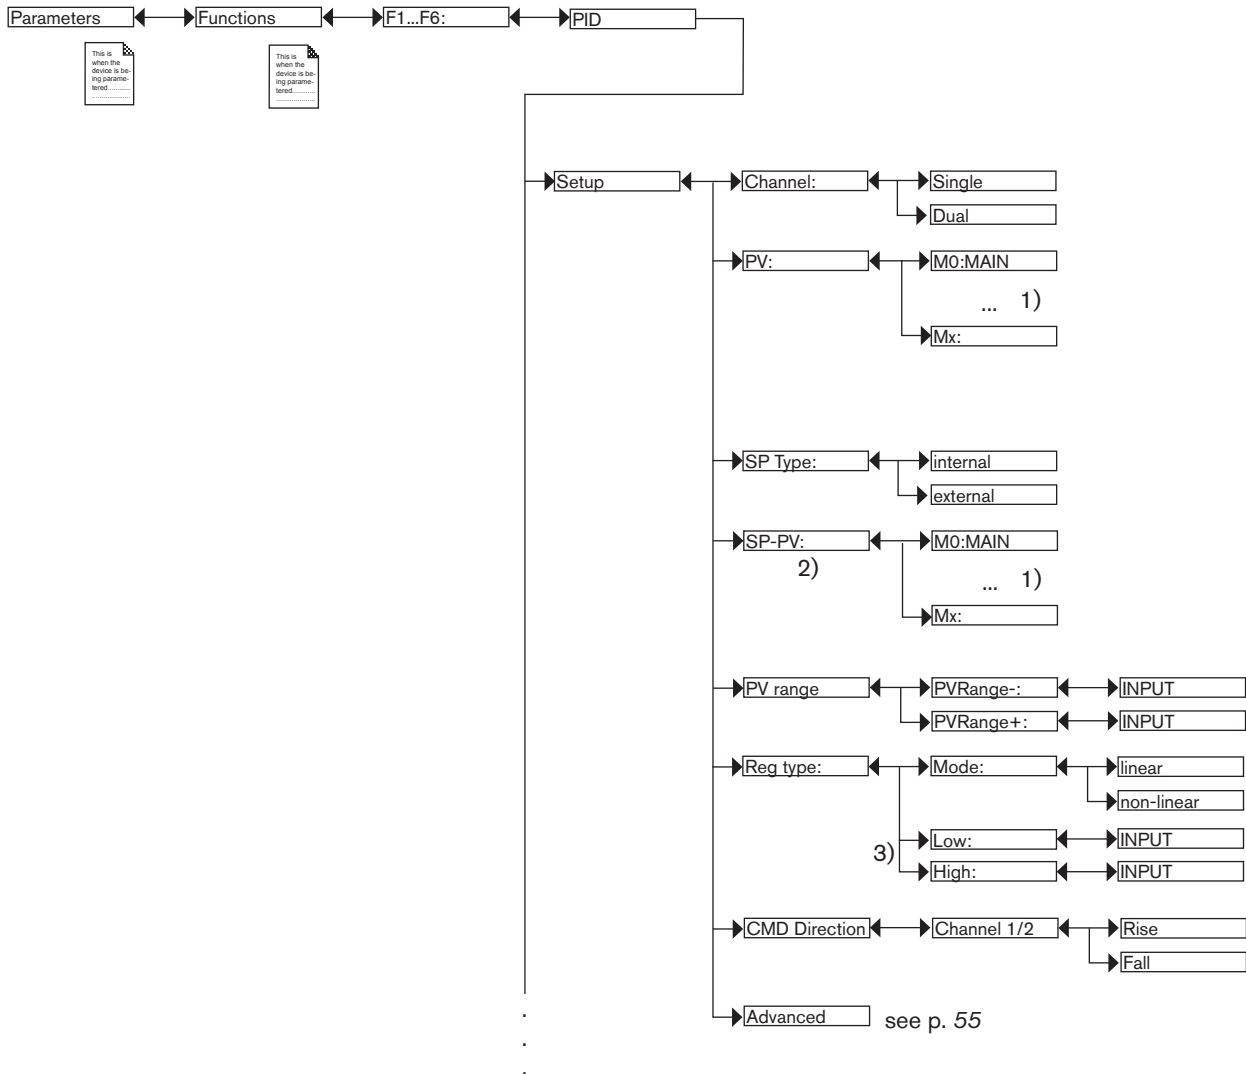 Parameters
Functions
F1...F6:
PID
This is
when the
device is be-
ing parame-
tered............
....................
This is
when the
device is be-
ing parame-
tered............
....................
Setup
Channel:
Single
Dual
PV:
M0:MAIN
... 1)
Mx:
SP Type:
internal
external
SP-PV:
2)
M0:MAIN
... 1)
Mx:
PV range
PVRange-:
INPUT
PVRange+:
INPUT
Reg type:
Mode:
linear
non-linear
3)
Low:
INPUT
High:
INPUT
CMD Direction
Channel 1/2
Rise
Fall
Advanced
see p. 55
.
.
.